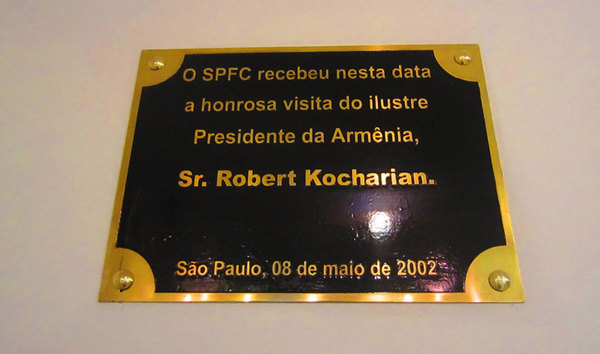 O SPFC recebeu nesta data
a honrosa visita do ilustre
Presidente da Armênia,
Sr. Robert Kocharian.
São Paulo, 08 de maio de 2002